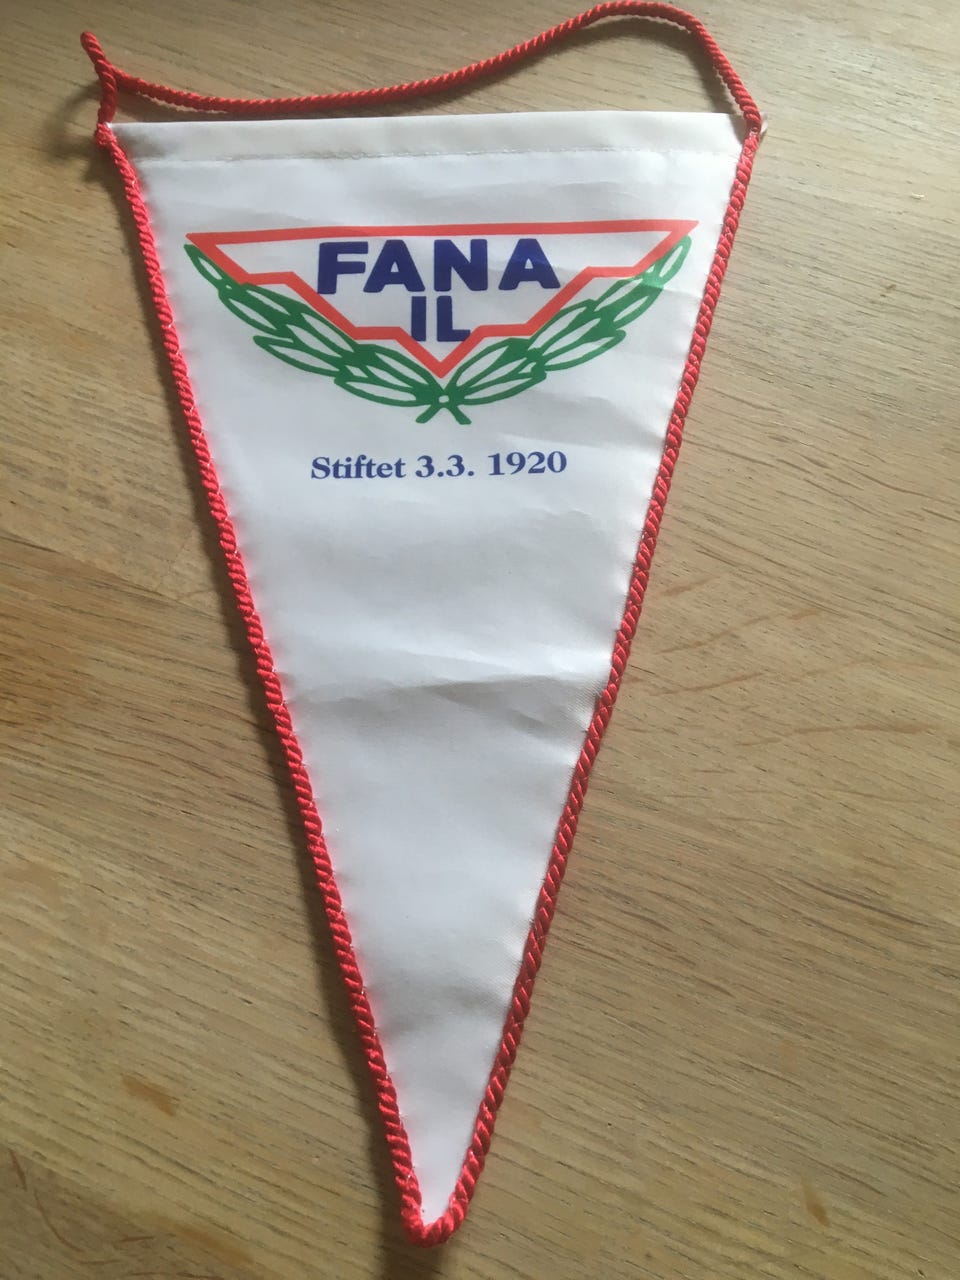 FANA
IL
Stiftet 3.3. 1920